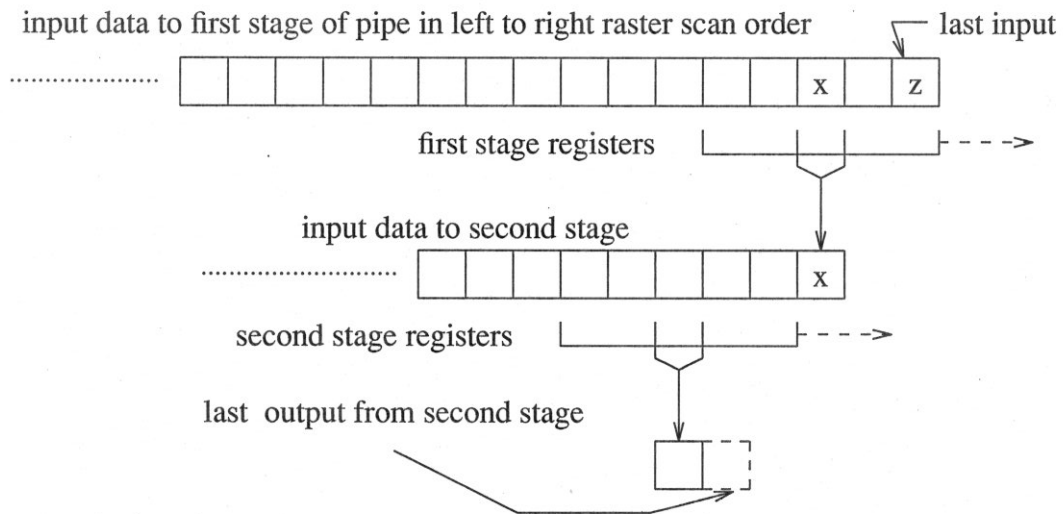 input data to first stage of pipe in left to right raster scan order
last input
x z
first stage registers
input data to second stage
x
second stage registers
last output from second stage